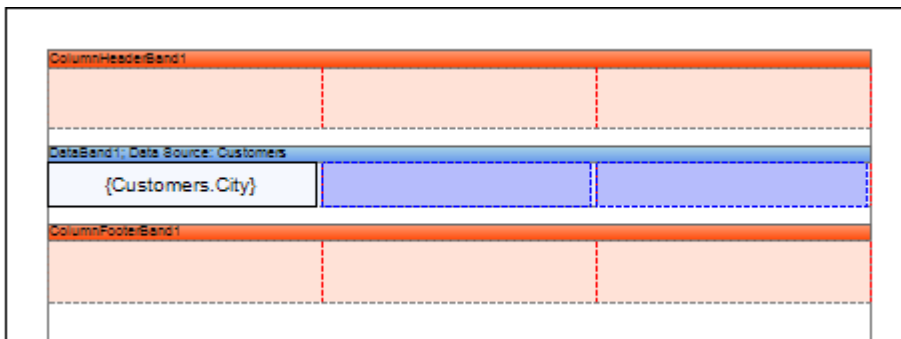 ColumnHeaderBand1
DataBand1; Data Source: Customers
{Customers.City}
ColumnFooterBand1